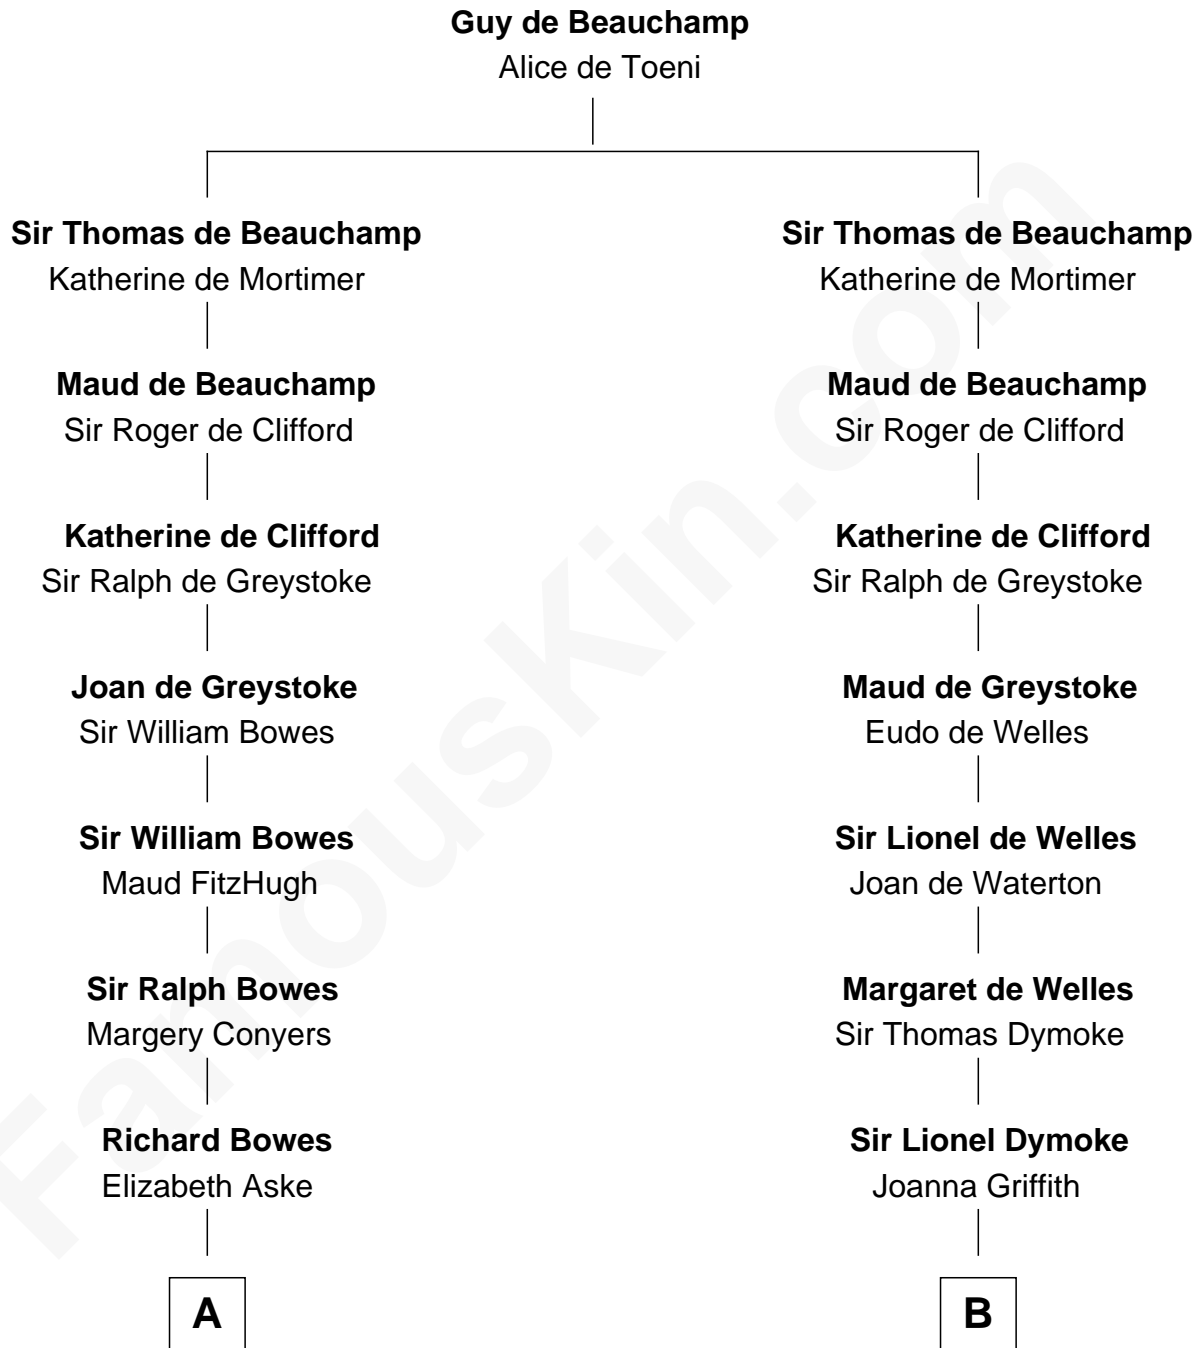 Guy de Beauchamp
Alice de Toeni
Sir Thomas de Beauchamp
Katherine de Mortimer
Sir Thomas de Beauchamp
Katherine de Mortimer
Maud de Beauchamp
Sir Roger de Clifford
Maud de Beauchamp
Sir Roger de Clifford
Katherine de Clifford
Sir Ralph de Greystoke
Katherine de Clifford
Sir Ralph de Greystoke
Joan de Greystoke
Sir William Bowes
Maud de Greystoke
Eudo de Welles
Sir William Bowes
Maud FitzHugh
Sir Lionel de Welles
Joan de Waterton
Sir Ralph Bowes
Margery Conyers
Margaret de Welles
Sir Thomas Dymoke
Richard Bowes
Elizabeth Aske
Sir Lionel Dymoke
Joanna Griffith
A
B
FamousKin.com